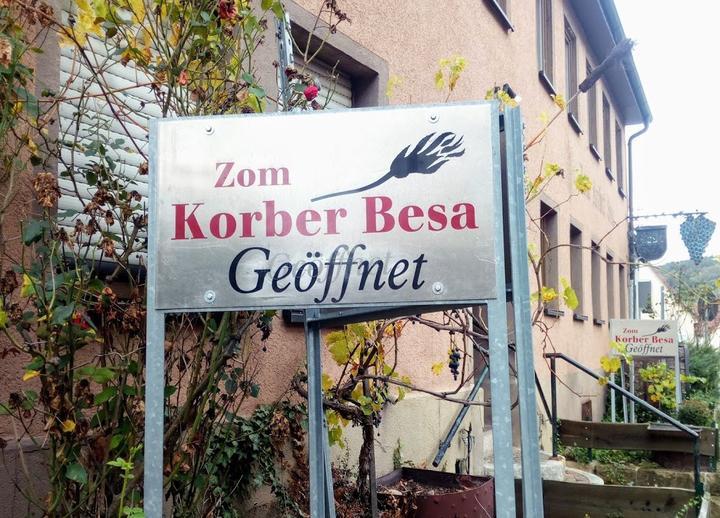 Zom
Korber Besa
Geöffnet
Zom
Korber Besa
Geöffnet